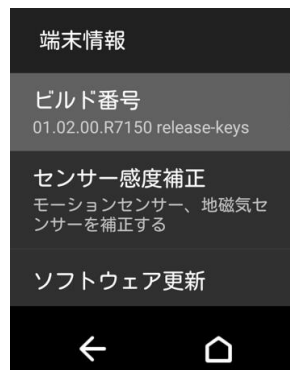 端末情報
ビルド番号
01.02.00.R7150 release-keys
センサー感度補正
モーションセンサー、地磁気セ
ンサーを補正する
ソフトウェア更新